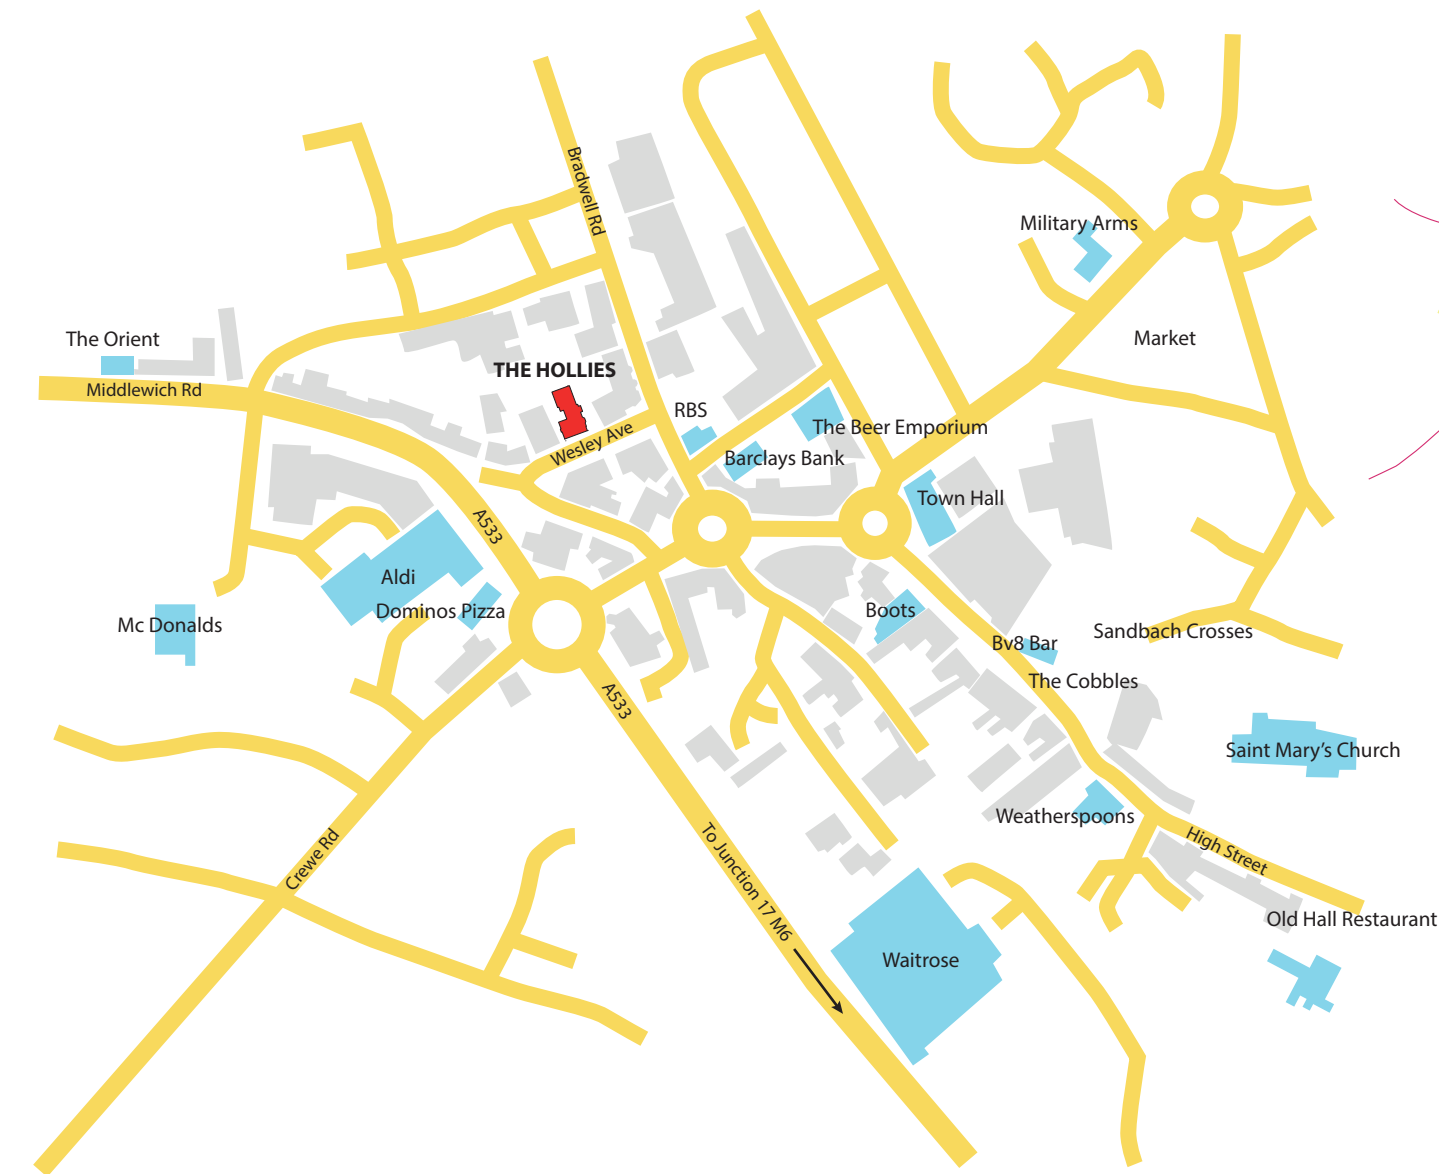 Bradwell Rd
Military Arms
The Orient
Market
THE HOLLIES
Middlewich Rd
RBS
The Beer Emporium
Wesley Ave
Barclays Bank
Town Hall
A533
Aldi
Dominos Pizza
Boots
Mc Donalds
Sandbach Crosses
Bv8 Bar
The Cobbles
A533
Saint Mary's Church
Weatherspoons
High Street
Crewe Rd
To Junction 17 M6
Old Hall Restaurant
Waitrose